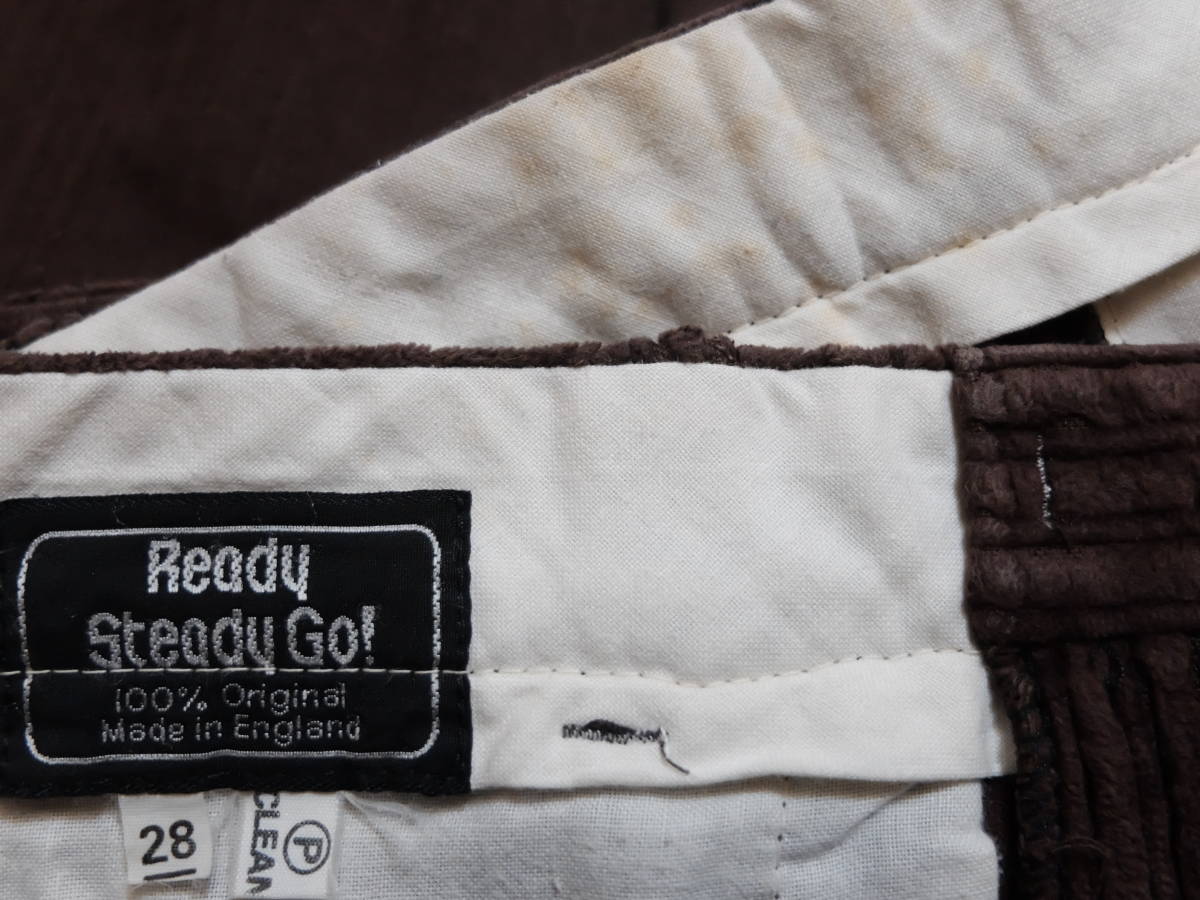 Ready
Steady Go!
100% Original
Made in England
28
CLEAN
P